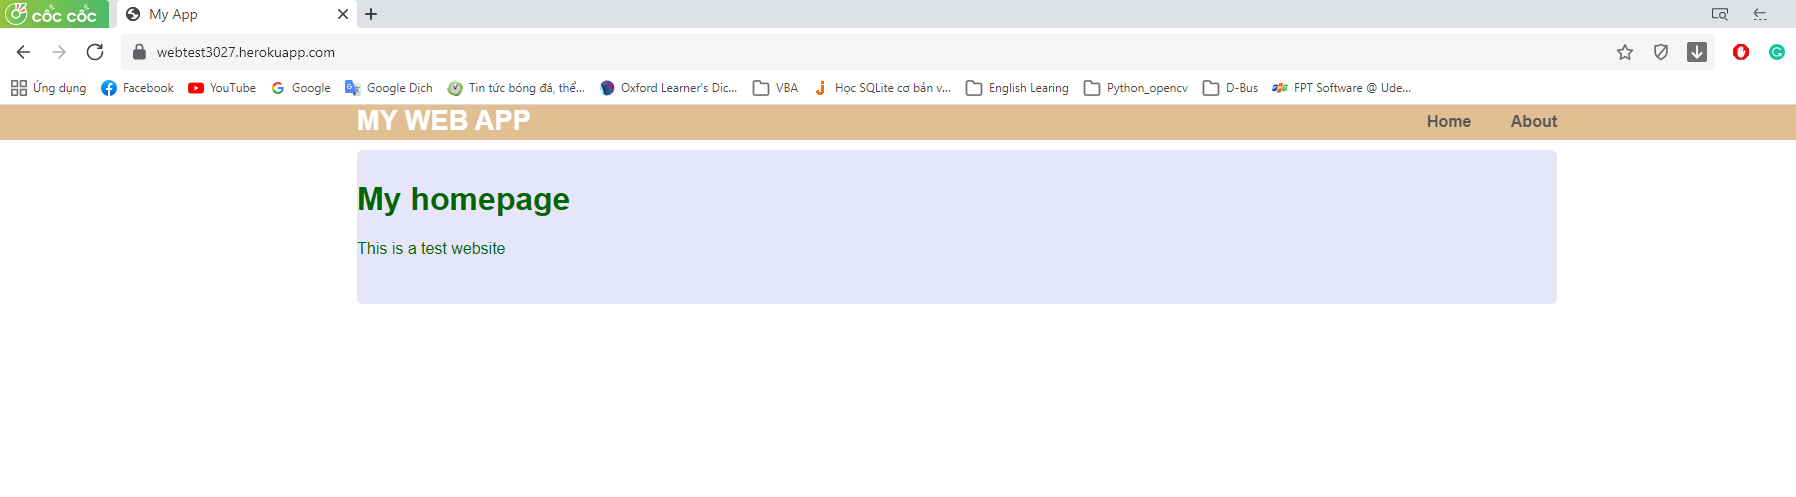 cốc cốc My App
webtest3027.herokuapp.com
Ứng dụng Facebook YouTube Google Google Dịch Tin tức bóng đá, thể... Oxford Learner's Dic... VBA Học SQLite cơ bản v... English Learing Python_opencv D-Bus FPT Software @ Ude...
MY WEB APP Home About
My homepage
This is a test website